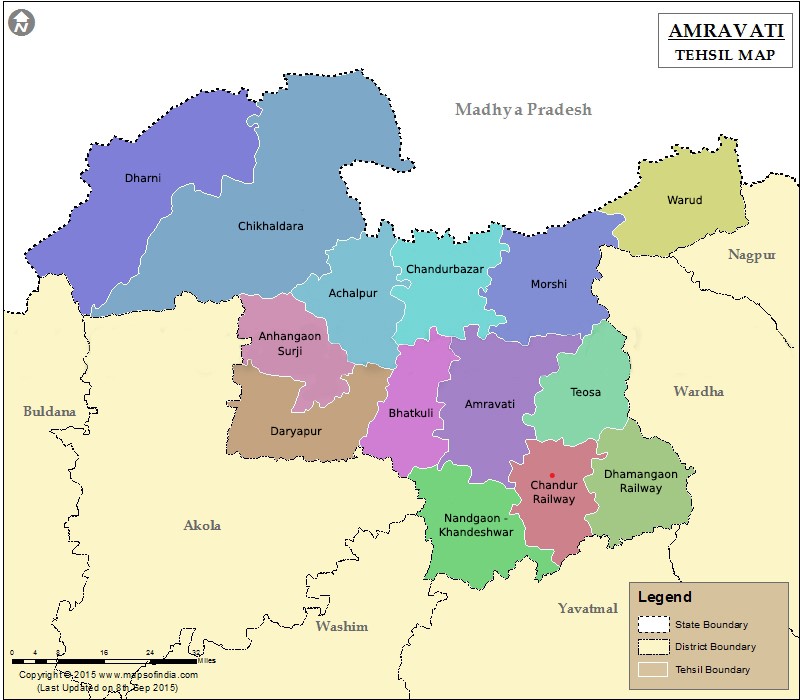 N
AMRAVATI
TEHSIL MAP
Madhya Pradesh
Dharni
Warud
Chikhaldara
Nagpur
Chandurbazar
Morshi
Achalpur
Anhangaon
Surji
Buldana
Wardha
Teosa
Amravati
Bhatkuli
Daryapur
Dhamangaon
Railway
Chandur
Railway
Akola
Nandgaon -
Khandeshwar
Yavatmal
Washim
Legend
State Boundary
District Boundary
Tehsil Boundary
0 4 8 16 24 32
Miles
Copyright © 2015 www.mapsofindia.com
(Last Updated on 8th Sep 2015)